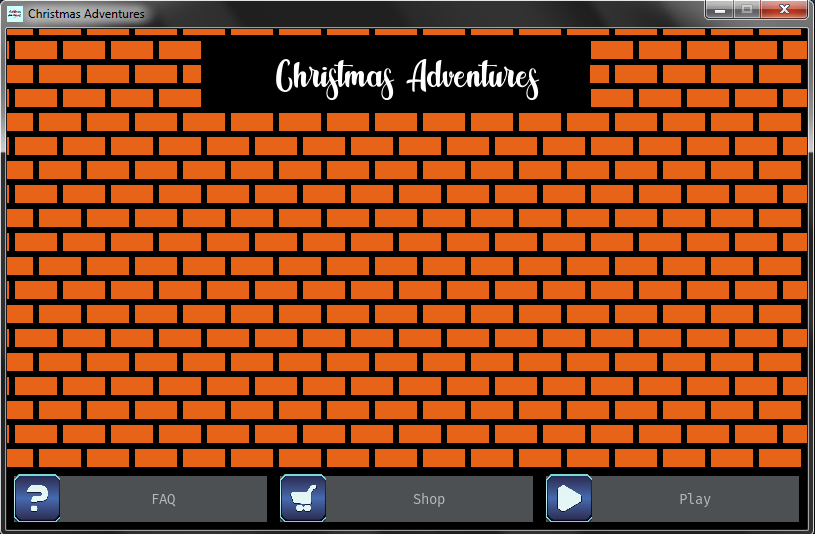 Christmas Adventures
Christmas Adventures
FAQ
Shop
Play